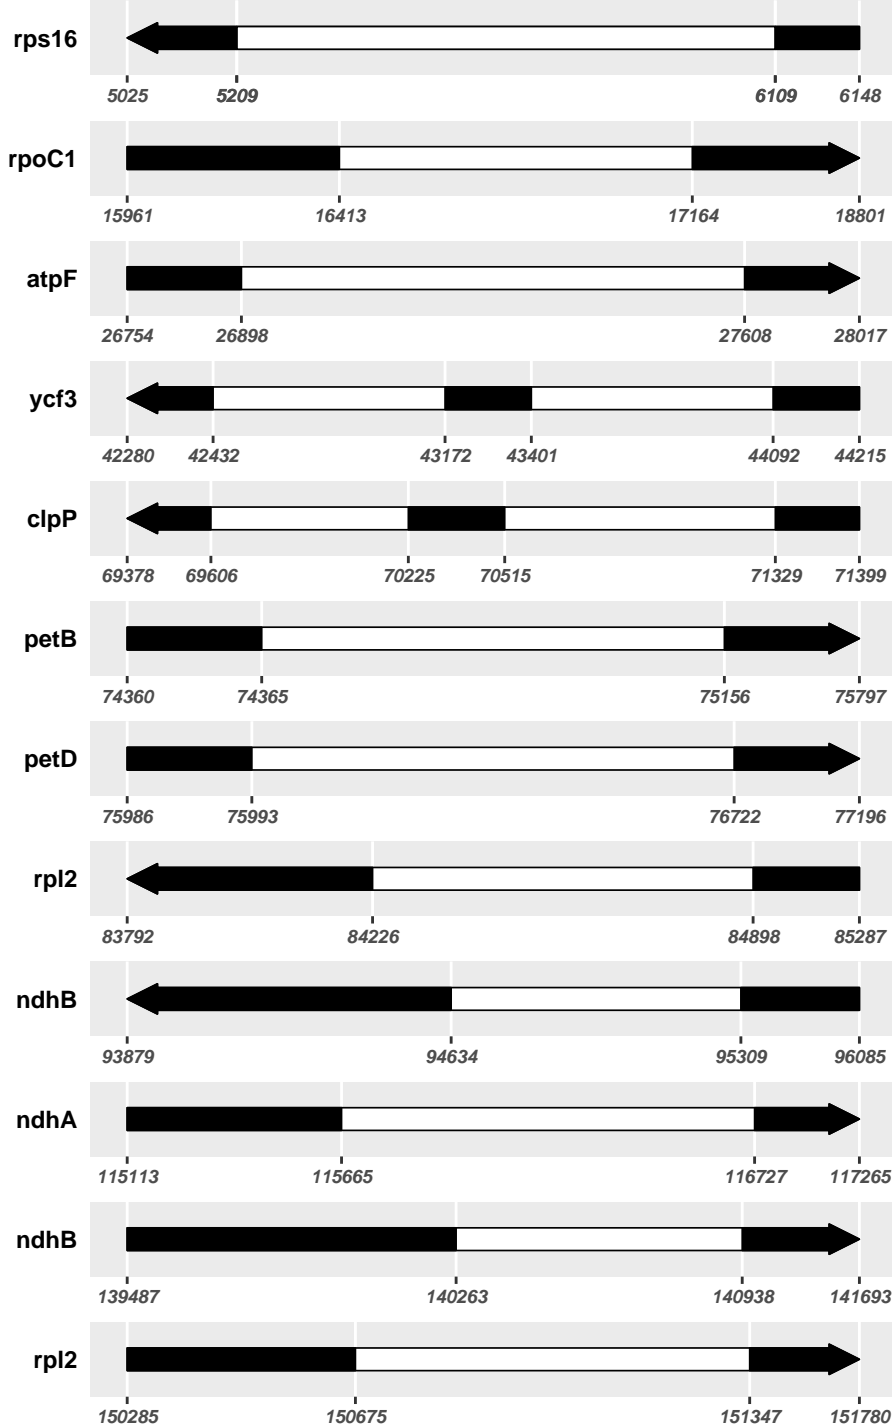 rps16
5025 5209 6109 6148
rpoC1
15961 16413 17164 18801
atpF
26754 26898 27608 28017
ycf3
42280 42432 43172 43401 44092 44215
clpP
69378 69606 70225 70515 71329 71399
petB
74360 74365 75156 75797
petD
75986 75993 76722 77196
rpl2
83792 84226 84898 85287
ndhB
93879 94634 95309 96085
ndhA
115113 115665 116727 117265
ndhB
139487 140263 140938 141693
rpl2
150285 150675 151347 151780